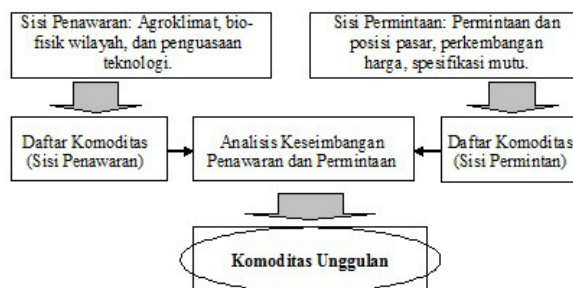 Sisi Penawaran: Agroklimat, bio-
fisik wilayah, dan penguasaan
teknologi.
Sisi Permintaan: Permintaan dan
posisi pasar, perkembangan
harga, spesifikasi mutu.
Daftar Komoditas
(Sisi Penawaran)
Analisis Keseimbangan
Penawaran dan Permintaan
Daftar Komoditas
(Sisi Permintan)
Komoditas Unggulan